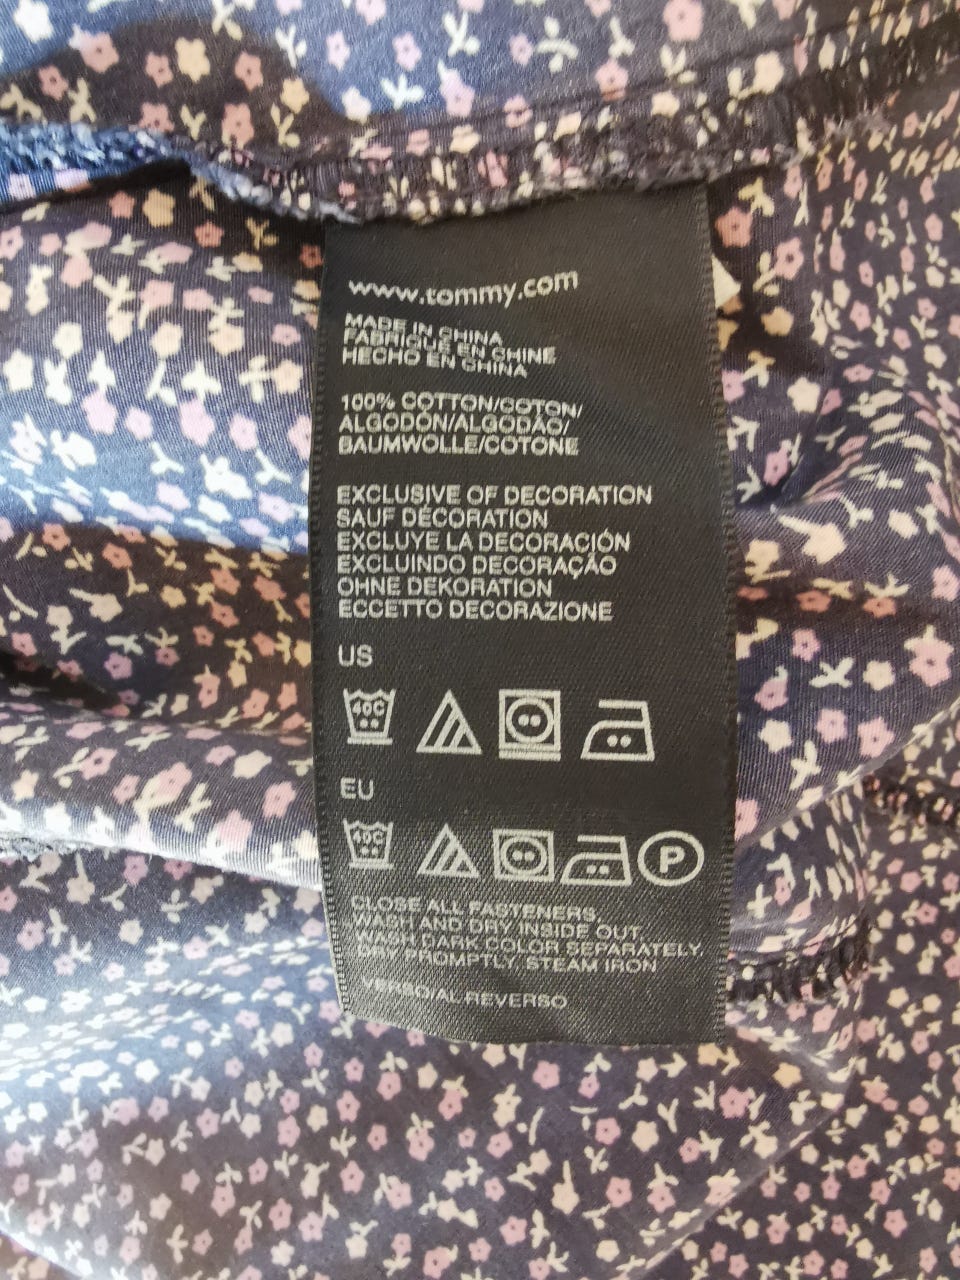 www.tommy.com
MADE IN CHINA
FABRIQUÉ EN CHINE
HECHO EN CHINA
100% COTTON/COTON/
ALGODÓN/ALGODÃO/
BAUMWOLLE/COTONE
EXCLUSIVE OF DECORATION
SAUF DÉCORATION
EXCLUYE LA DECORACIÓN
EXCLUINDO DECORAÇÃO
OHNE DEKORATION
ECCETTO DECORAZIONE
US
40C
EU
40C P
CLOSE ALL FASTENERS.
WASH AND DRY INSIDE OUT.
WASH DARK COLOR SEPARATELY.
DRY PROMPTLY. STEAM IRON
VERSO/AL REVERSO